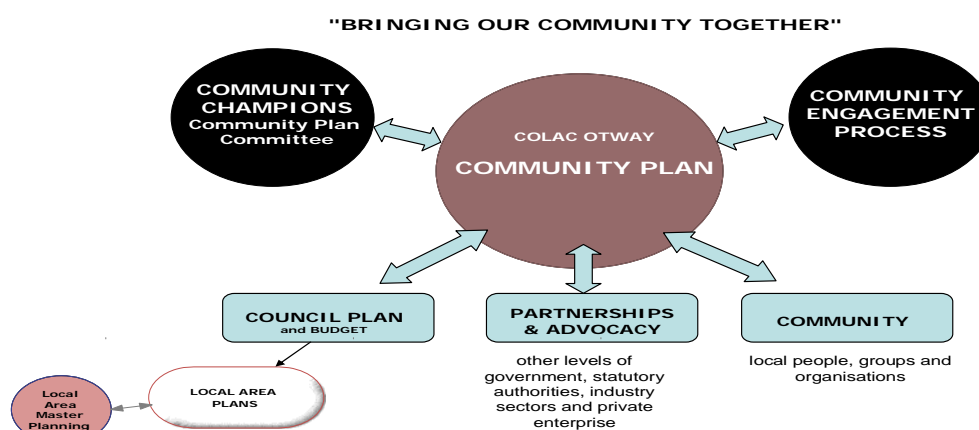 "BRINGING OUR COMMUNITY TOGETHER"
COMMUNITY
CHAMPIONS
Community Plan
Committee
COLAC OTWAY
COMMUNITY PLAN
COMMUNITY
ENGAGEMENT
PROCESS
COUNCIL PLAN
and BUDGET
PARTNERSHIPS
& ADVOCACY
COMMUNITY
other levels of
government, statutory
authorities, industry
sectors and private
enterprise
local people, groups and
organisations
LOCAL AREA
PLANS
Local
Area
Master
Planning